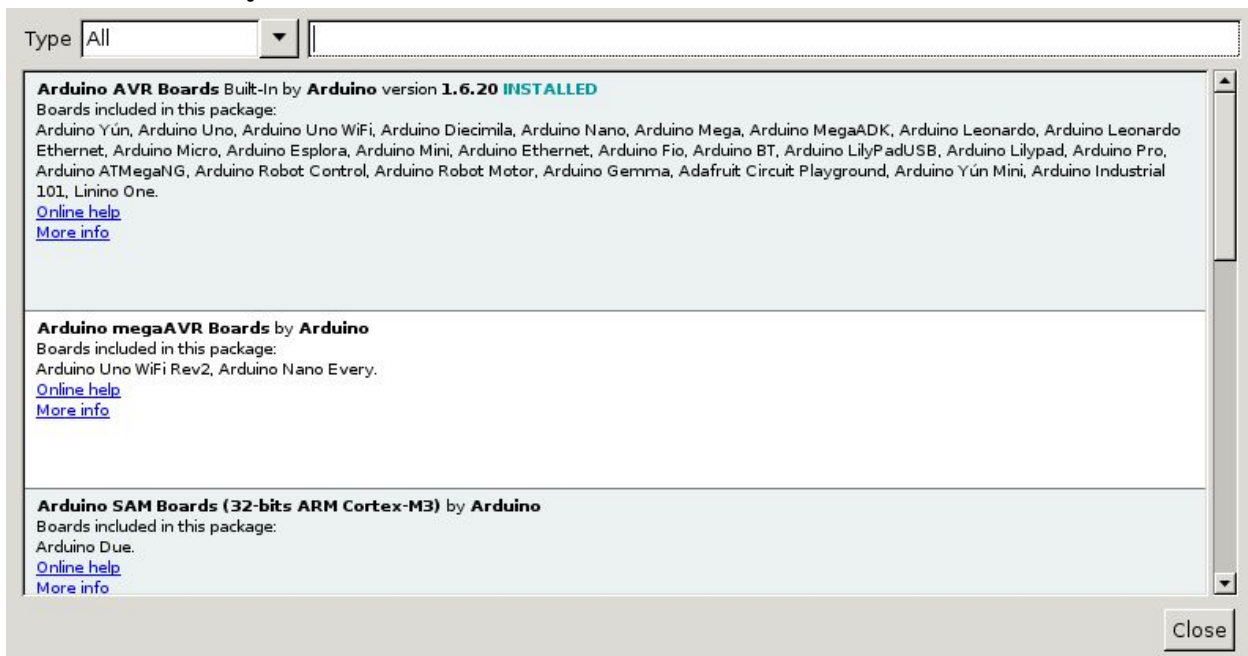 Type All
Arduino AVR Boards Built-In by Arduino version 1.6.20 INSTALLED
Boards included in this package:
Arduino Yún, Arduino Uno, Arduino Uno WiFi, Arduino Diecimila, Arduino Nano, Arduino Mega, Arduino MegaADK, Arduino Leonardo, Arduino Leonardo
Ethernet, Arduino Micro, Arduino Esplora, Arduino Mini, Arduino Ethernet, Arduino Fio, Arduino BT, Arduino LilyPadUSB, Arduino Lilypad, Arduino Pro,
Arduino ATMegaNG, Arduino Robot Control, Arduino Robot Motor, Arduino Gemma, Adafruit Circuit Playground, Arduino Yún Mini, Arduino Industrial
101, Linino One.
Online help
More info
Arduino megaAVR Boards by Arduino
Boards included in this package:
Arduino Uno WiFi Rev2, Arduino Nano Every.
Online help
More info
Arduino SAM Boards (32-bits ARM Cortex-M3) by Arduino
Boards included in this package:
Arduino Due.
Online help
More info
Close